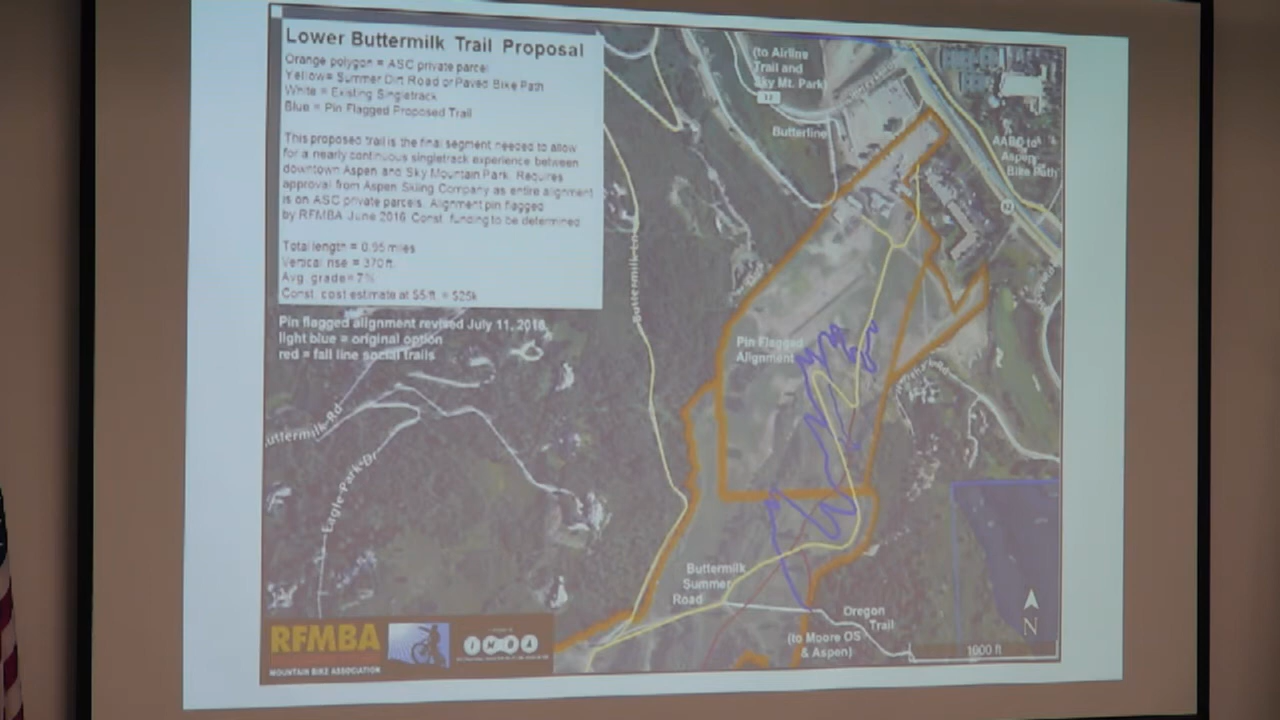 Lower Buttermilk Trail Proposal
Orange polygon = ASC private parcel
Yellow= Summer Dirt Road or Paved Bike Path
White = Existing Singletrack
Blue = Pin Flagged Proposed Trail
This proposed trail is the final segment needed to allow
for a nearly continuous singletrack experience between
downtown Aspen and Sky Mountain Park. Requires
approval from Aspen Skiing Company as entire alignment
is on ASC private parcels. Alignment pin flagged
by RFMBA June 2016. Const. funding to be determined
Total length = 0.95 miles
Vertical rise = 370 ft.
Avg. grade= 7%
Const. cost estimate at $5/ft. = $25k
Pin flagged alignment revised July 11, 2016,
light blue = original option
red = fall line social trails
(to Airline
Trail and
Sky Mt. Park)
Butterline
AABC to
Aspen
Bike Path
82
Buttermilk Ln
Pin Flagged
Alignment
Buttermilk Rd
Eagle Park Dr
Buttermilk
Summer
Road
Oregon
Trail
(to Moore OS
& Aspen)
N
1000 ft
RFMBA
MOUNTAIN BIKE ASSOCIATION
IMBA